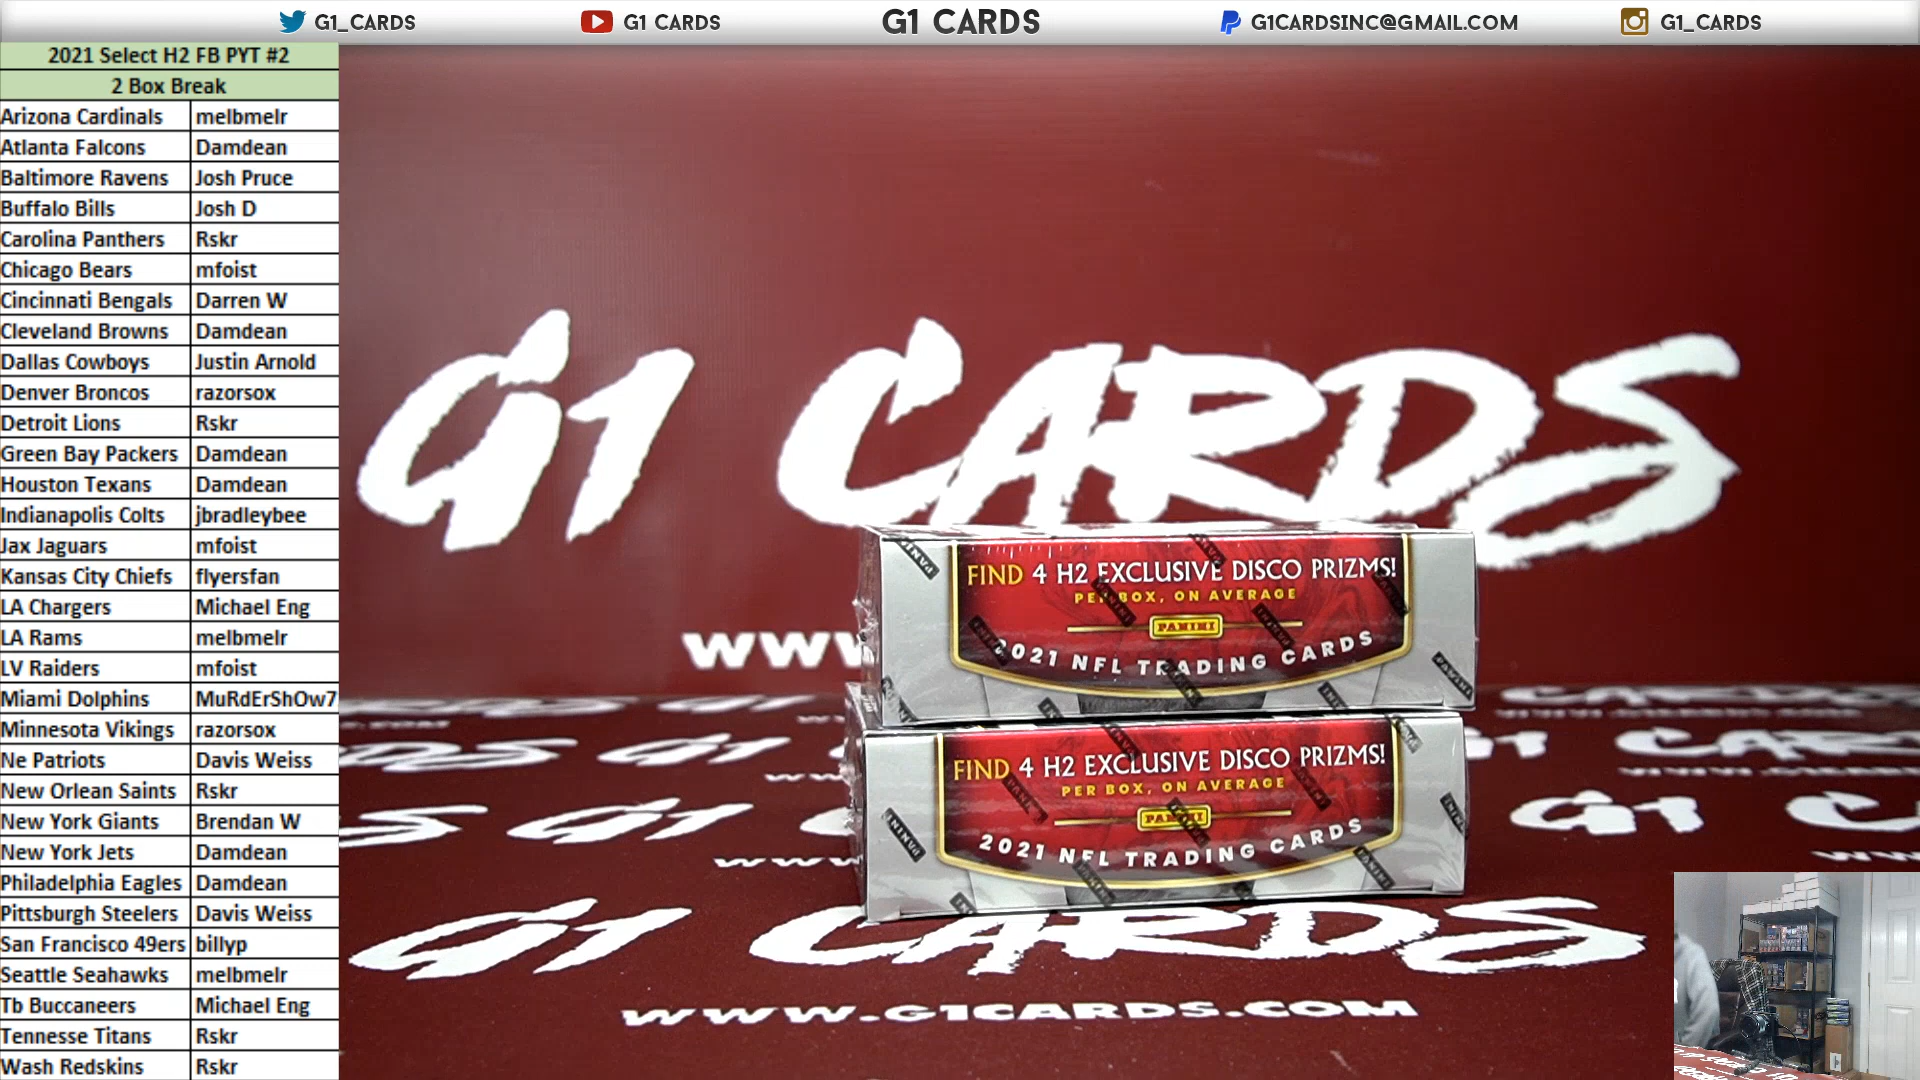 G1_CARDS G1 CARDS G1 CARDS G1CARDSINC@GMAIL.COM G1_CARDS
2021 Select H2 FB PYT #2
2 Box Break
Arizona Cardinals melbmelr
Atlanta Falcons Damdean
Baltimore Ravens Josh Pruce
Buffalo Bills Josh D
Carolina Panthers Rskr
Chicago Bears mfoist
Cincinnati Bengals Darren W
Cleveland Browns Damdean
Dallas Cowboys Justin Arnold
Denver Broncos razorsox
Detroit Lions Rskr
Green Bay Packers Damdean
Houston Texans Damdean
Indianapolis Colts jbradleybee
Jax Jaguars mfoist
Kansas City Chiefs flyersfan
LA Chargers Michael Eng
LA Rams melbmelr
LV Raiders mfoist
Miami Dolphins MuRdErShOw7
Minnesota Vikings razorsox
Ne Patriots Davis Weiss
New Orlean Saints Rskr
New York Giants Brendan W
New York Jets Damdean
Philadelphia Eagles Damdean
Pittsburgh Steelers Davis Weiss
San Francisco 49ers billyp
Seattle Seahawks melbmelr
Tb Buccaneers Michael Eng
Tennesse Titans Rskr
Wash Redskins Rskr
G1 CARDS
www
FIND 4 H2 EXCLUSIVE DISCO PRIZMS!
PER BOX, ON AVERAGE
PANINI
2021 NFL TRADING CARDS
FIND 4 H2 EXCLUSIVE DISCO PRIZMS!
PER BOX, ON AVERAGE
PANINI
2021 NFL TRADING CARDS
G1 CARDS
www.G1CARDS.COM